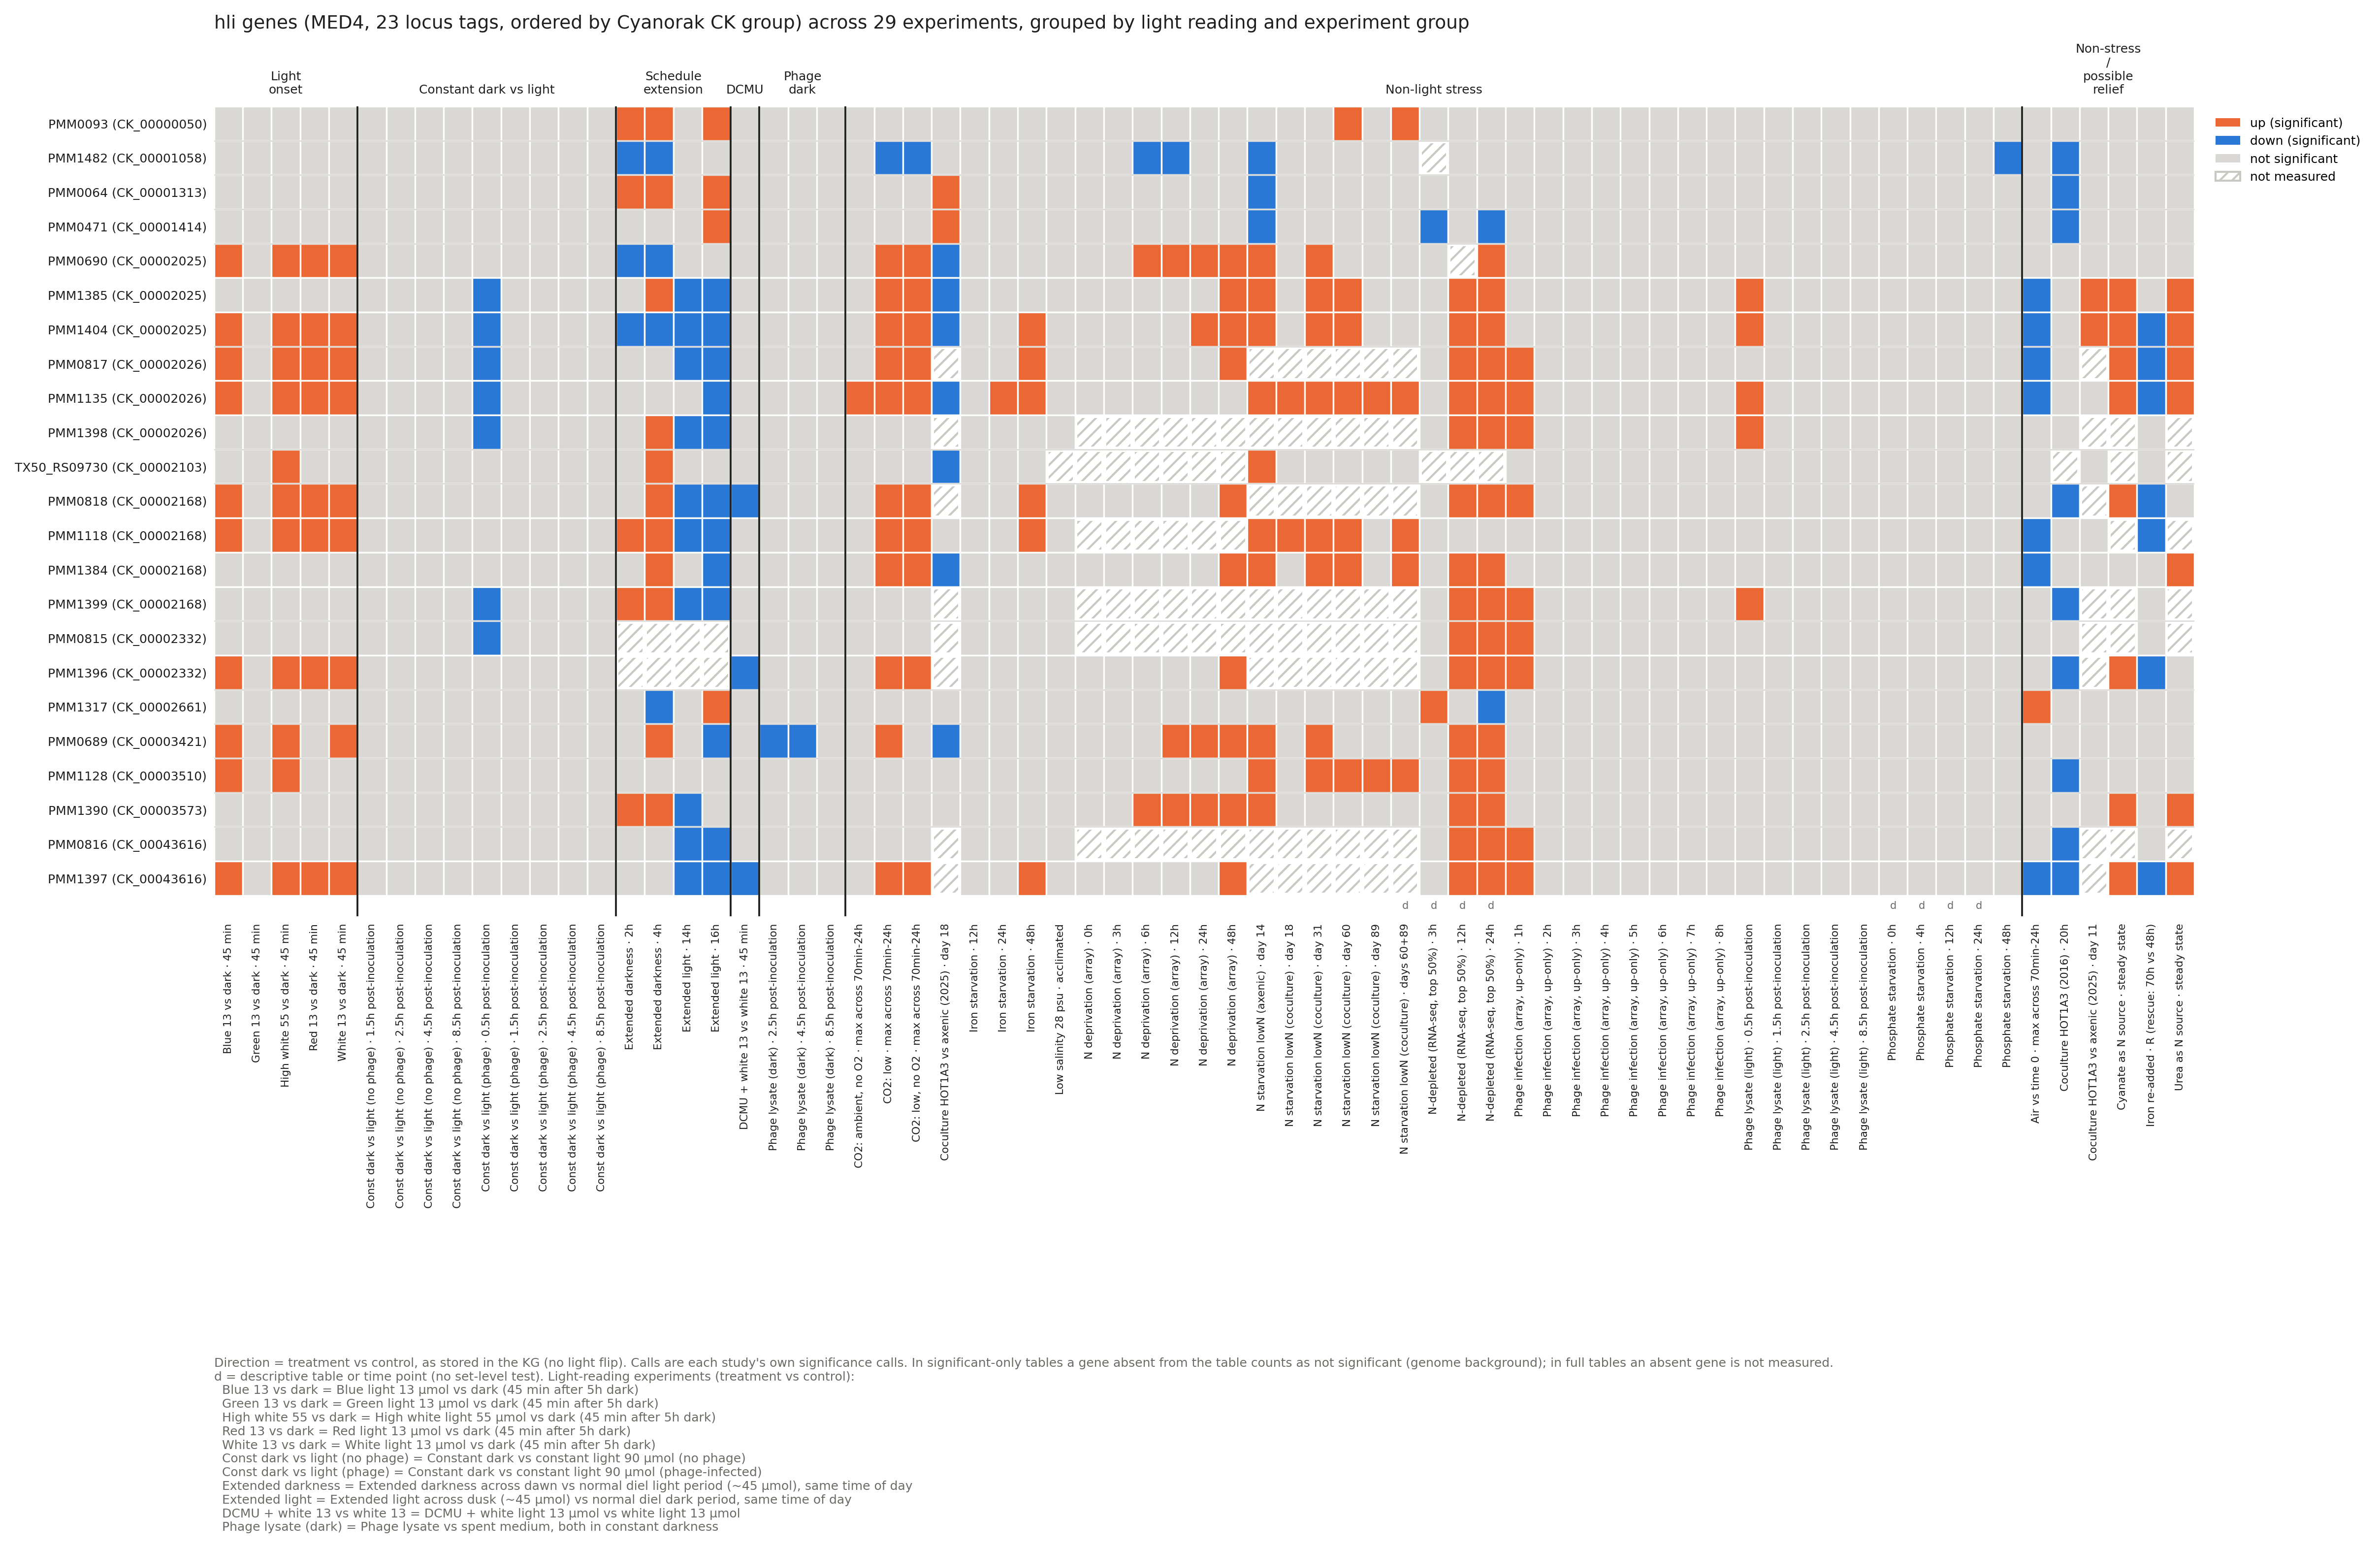 hli genes (MED4, 23 locus tags, ordered by Cyanorak CK group) across 29 experiments, grouped by light reading and experiment group
Light
onset
Constant dark vs light
Schedule
extension
DCMU
Phage
dark
Non-light stress
Non-stress
/
possible
relief
up (significant)
down (significant)
not significant
not measured
PMM0093 (CK_00000050)
PMM1482 (CK_00001058)
PMM0064 (CK_00001313)
PMM0471 (CK_00001414)
PMM0690 (CK_00002025)
PMM1385 (CK_00002025)
PMM1404 (CK_00002025)
PMM0817 (CK_00002026)
PMM1135 (CK_00002026)
PMM1398 (CK_00002026)
TX50_RS09730 (CK_00002103)
PMM0818 (CK_00002168)
PMM1118 (CK_00002168)
PMM1384 (CK_00002168)
PMM1399 (CK_00002168)
PMM0815 (CK_00002332)
PMM1396 (CK_00002332)
PMM1317 (CK_00002661)
PMM0689 (CK_00003421)
PMM1128 (CK_00003510)
PMM1390 (CK_00003573)
PMM0816 (CK_00043616)
PMM1397 (CK_00043616)
d d d d d d d d
Blue 13 vs dark · 45 min
Green 13 vs dark · 45 min
High white 55 vs dark · 45 min
Red 13 vs dark · 45 min
White 13 vs dark · 45 min
Const dark vs light (no phage) · 1.5h post-inoculation
Const dark vs light (no phage) · 2.5h post-inoculation
Const dark vs light (no phage) · 4.5h post-inoculation
Const dark vs light (no phage) · 8.5h post-inoculation
Const dark vs light (phage) · 0.5h post-inoculation
Const dark vs light (phage) · 1.5h post-inoculation
Const dark vs light (phage) · 2.5h post-inoculation
Const dark vs light (phage) · 4.5h post-inoculation
Const dark vs light (phage) · 8.5h post-inoculation
Extended darkness · 2h
Extended darkness · 4h
Extended light · 14h
Extended light · 16h
DCMU + white 13 vs white 13 · 45 min
Phage lysate (dark) · 2.5h post-inoculation
Phage lysate (dark) · 4.5h post-inoculation
Phage lysate (dark) · 8.5h post-inoculation
CO2: ambient, no O2 · max across 70min-24h
CO2: low · max across 70min-24h
CO2: low, no O2 · max across 70min-24h
Coculture HOT1A3 vs axenic (2025) · day 18
Iron starvation · 12h
Iron starvation · 24h
Iron starvation · 48h
Low salinity 28 psu · acclimated
N deprivation (array) · 0h
N deprivation (array) · 3h
N deprivation (array) · 6h
N deprivation (array) · 12h
N deprivation (array) · 24h
N deprivation (array) · 48h
N starvation lowN (axenic) · day 14
N starvation lowN (coculture) · day 18
N starvation lowN (coculture) · day 31
N starvation lowN (coculture) · day 60
N starvation lowN (coculture) · day 89
N starvation lowN (coculture) · days 60+89
N-depleted (RNA-seq, top 50%) · 3h
N-depleted (RNA-seq, top 50%) · 12h
N-depleted (RNA-seq, top 50%) · 24h
Phage infection (array, up-only) · 1h
Phage infection (array, up-only) · 2h
Phage infection (array, up-only) · 3h
Phage infection (array, up-only) · 4h
Phage infection (array, up-only) · 5h
Phage infection (array, up-only) · 6h
Phage infection (array, up-only) · 7h
Phage infection (array, up-only) · 8h
Phage lysate (light) · 0.5h post-inoculation
Phage lysate (light) · 1.5h post-inoculation
Phage lysate (light) · 2.5h post-inoculation
Phage lysate (light) · 4.5h post-inoculation
Phage lysate (light) · 8.5h post-inoculation
Phosphate starvation · 0h
Phosphate starvation · 4h
Phosphate starvation · 12h
Phosphate starvation · 24h
Phosphate starvation · 48h
Air vs time 0 · max across 70min-24h
Coculture HOT1A3 (2016) · 20h
Coculture HOT1A3 vs axenic (2025) · day 11
Cyanate as N source · steady state
Iron re-added · R (rescue: 70h vs 48h)
Urea as N source · steady state
Direction = treatment vs control, as stored in the KG (no light flip). Calls are each study's own significance calls. In significant-only tables a gene absent from the table counts as not significant (genome background); in full tables an absent gene is not measured.
d = descriptive table or time point (no set-level test). Light-reading experiments (treatment vs control):
Blue 13 vs dark = Blue light 13 µmol vs dark (45 min after 5h dark)
Green 13 vs dark = Green light 13 µmol vs dark (45 min after 5h dark)
High white 55 vs dark = High white light 55 µmol vs dark (45 min after 5h dark)
Red 13 vs dark = Red light 13 µmol vs dark (45 min after 5h dark)
White 13 vs dark = White light 13 µmol vs dark (45 min after 5h dark)
Const dark vs light (no phage) = Constant dark vs constant light 90 µmol (no phage)
Const dark vs light (phage) = Constant dark vs constant light 90 µmol (phage-infected)
Extended darkness = Extended darkness across dawn vs normal diel light period (~45 µmol), same time of day
Extended light = Extended light across dusk (~45 µmol) vs normal diel dark period, same time of day
DCMU + white 13 vs white 13 = DCMU + white light 13 µmol vs white light 13 µmol
Phage lysate (dark) = Phage lysate vs spent medium, both in constant darkness